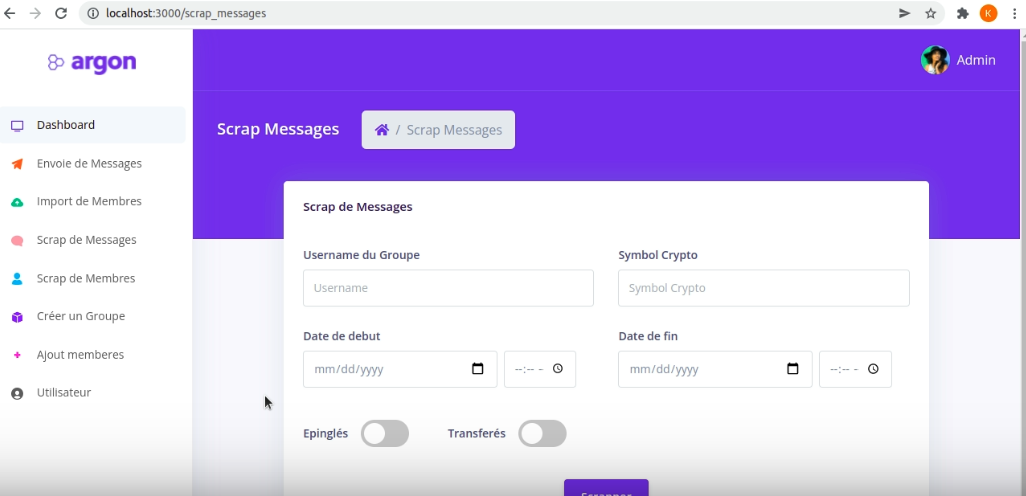 localhost:3000/scrap_messages
K
argon
Admin
Dashboard
Scrap Messages
/ Scrap Messages
Envoie de Messages
Import de Membres
Scrap de Messages
Scrap de Messages
Scrap de Membres
Créer un Groupe
Ajout memberes
Utilisateur
Username du Groupe
Symbol Crypto
Username
Symbol Crypto
Date de debut
Date de fin
mm/dd/yyyy
--:-- -
mm/dd/yyyy
--:-- -
Epinglés
Transferés
Scrapper